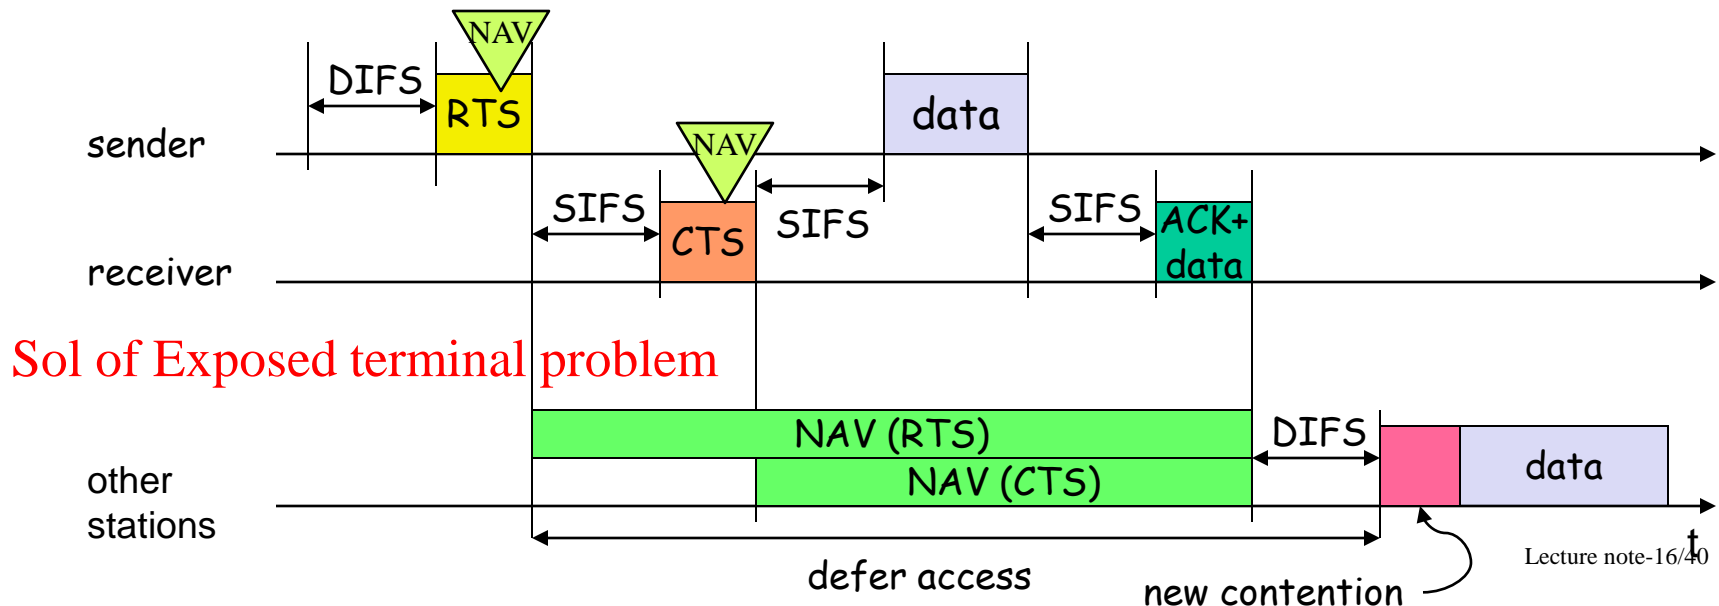 NAV
DIFS
RTS
data
sender
NAV
SIFS
CTS
SIFS
SIFS
ACK+
data
receiver
Sol of Exposed terminal problem
NAV (RTS)
DIFS
NAV (CTS)
data
other
stations
t
defer access
new contention
Lecture note-16/40